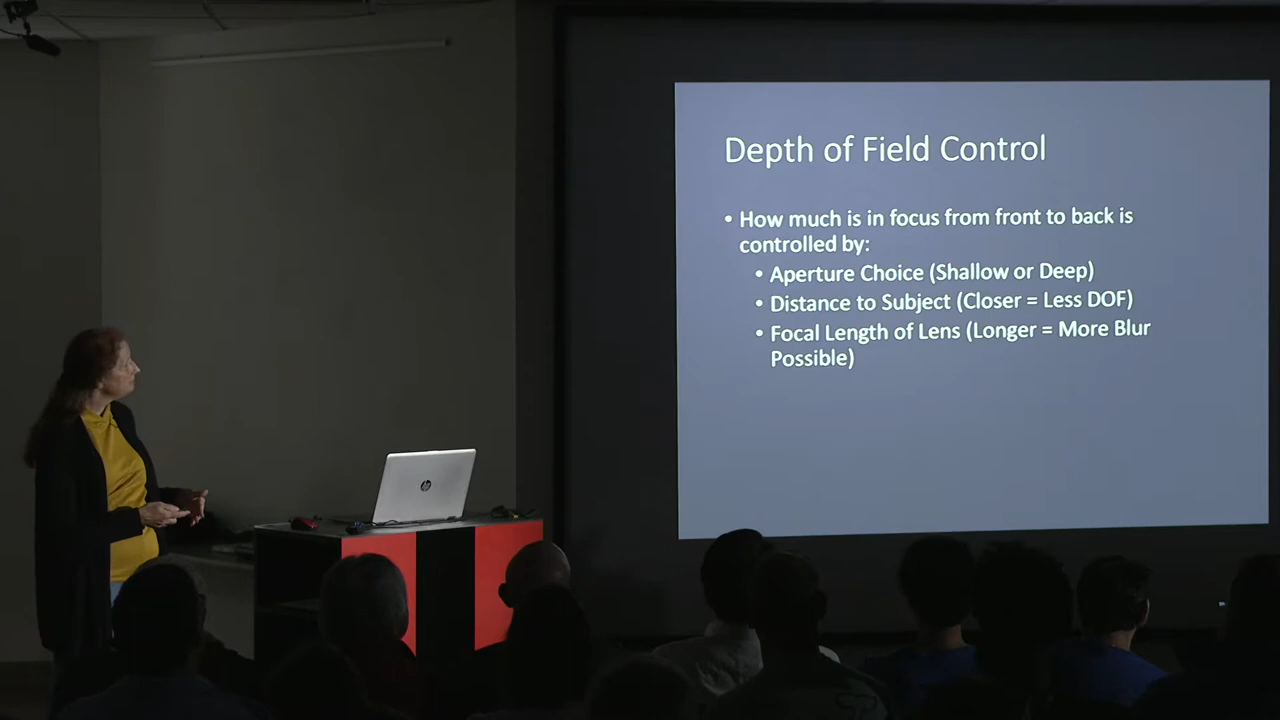 Depth of Field Control
• How much is in focus from front to back is
controlled by:
• Aperture Choice (Shallow or Deep)
• Distance to Subject (Closer = Less DOF)
• Focal Length of Lens (Longer = More Blur
Possible)
hp